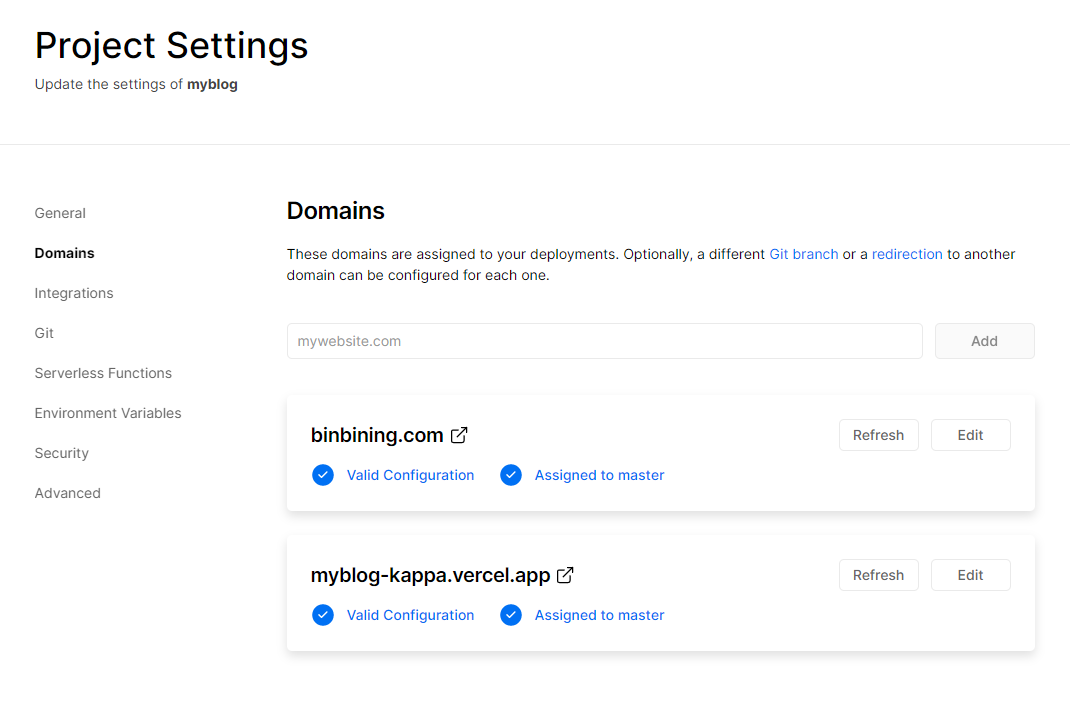 Project Settings
Update the settings of myblog
General
Domains
Integrations
Git
Serverless Functions
Environment Variables
Security
Advanced
Domains
These domains are assigned to your deployments. Optionally, a different Git branch or a redirection to another
domain can be configured for each one.
mywebsite.com
Add
binbining.com
Refresh
Edit
Valid Configuration
Assigned to master
myblog-kappa.vercel.app
Refresh
Edit
Valid Configuration
Assigned to master